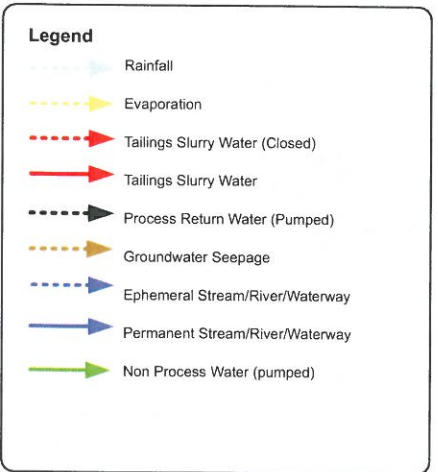 Legend
Rainfall
Evaporation
Tailings Slurry Water (Closed)
Tailings Slurry Water
Process Return Water (Pumped)
Groundwater Seepage
Ephemeral Stream/River/Waterway
Permanent Stream/River/Waterway
Non Process Water (pumped)